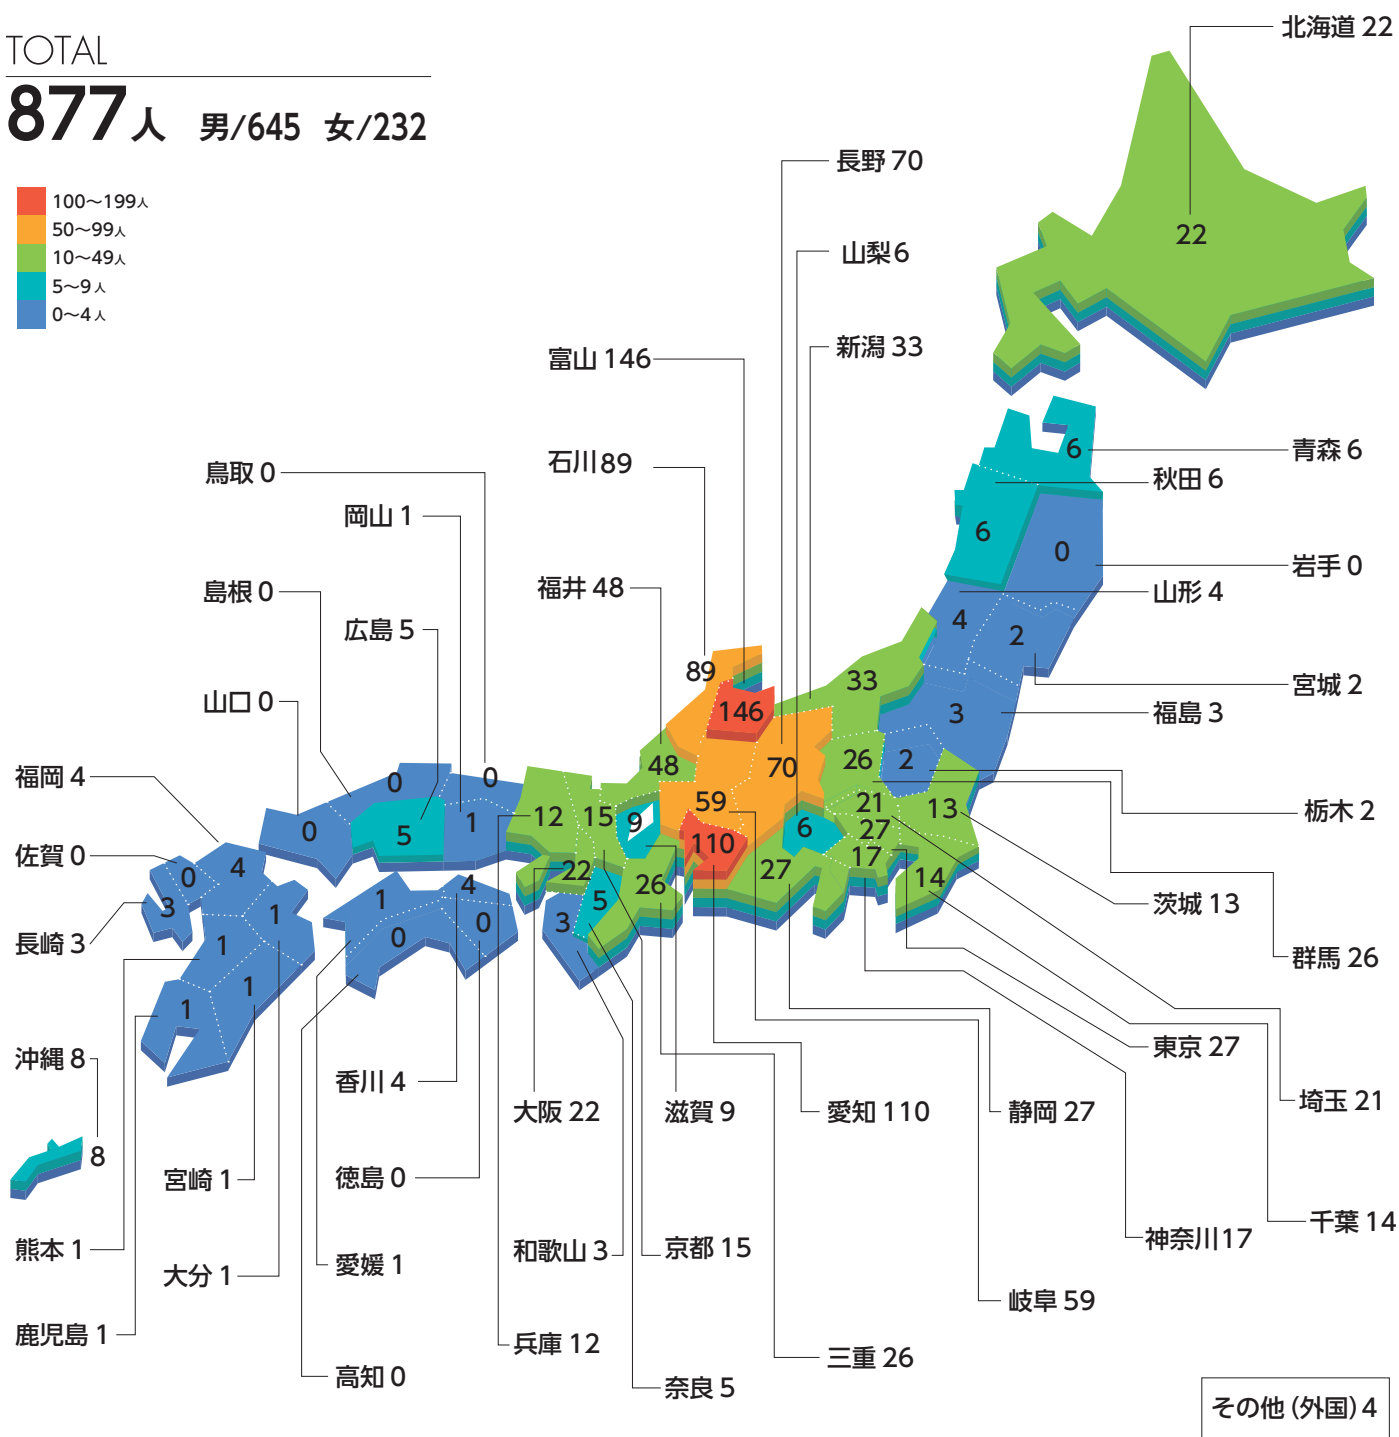 TOTAL
877人 男/645 女/232
100〜199人
50〜99人
10〜49人
5〜9人
0〜4人
北海道 22
長野 70
山梨 6
新潟 33
富山 146
石川 89
鳥取 0
岡山 1
福井 48
島根 0
広島 5
山口 0
福岡 4
佐賀 0
長崎 3
青森 6
秋田 6
岩手 0
山形 4
宮城 2
福島 3
栃木 2
茨城 13
群馬 26
東京 27
埼玉 21
千葉 14
神奈川 17
沖縄 8
香川 4
大阪 22
滋賀 9
愛知 110
静岡 27
宮崎 1
徳島 0
熊本 1
大分 1
愛媛 1
和歌山 3
京都 15
岐阜 59
鹿児島 1
高知 0
兵庫 12
三重 26
奈良 5
その他（外国）4
22
6
6
0
4
2
89
146
33
3
48
70
26
2
0
0
59
21
13
12
15
9
0
5
1
6
27
110
17
4
0
22
27
14
1
4
5
26
3
1
0
0
3
1
1
1
8